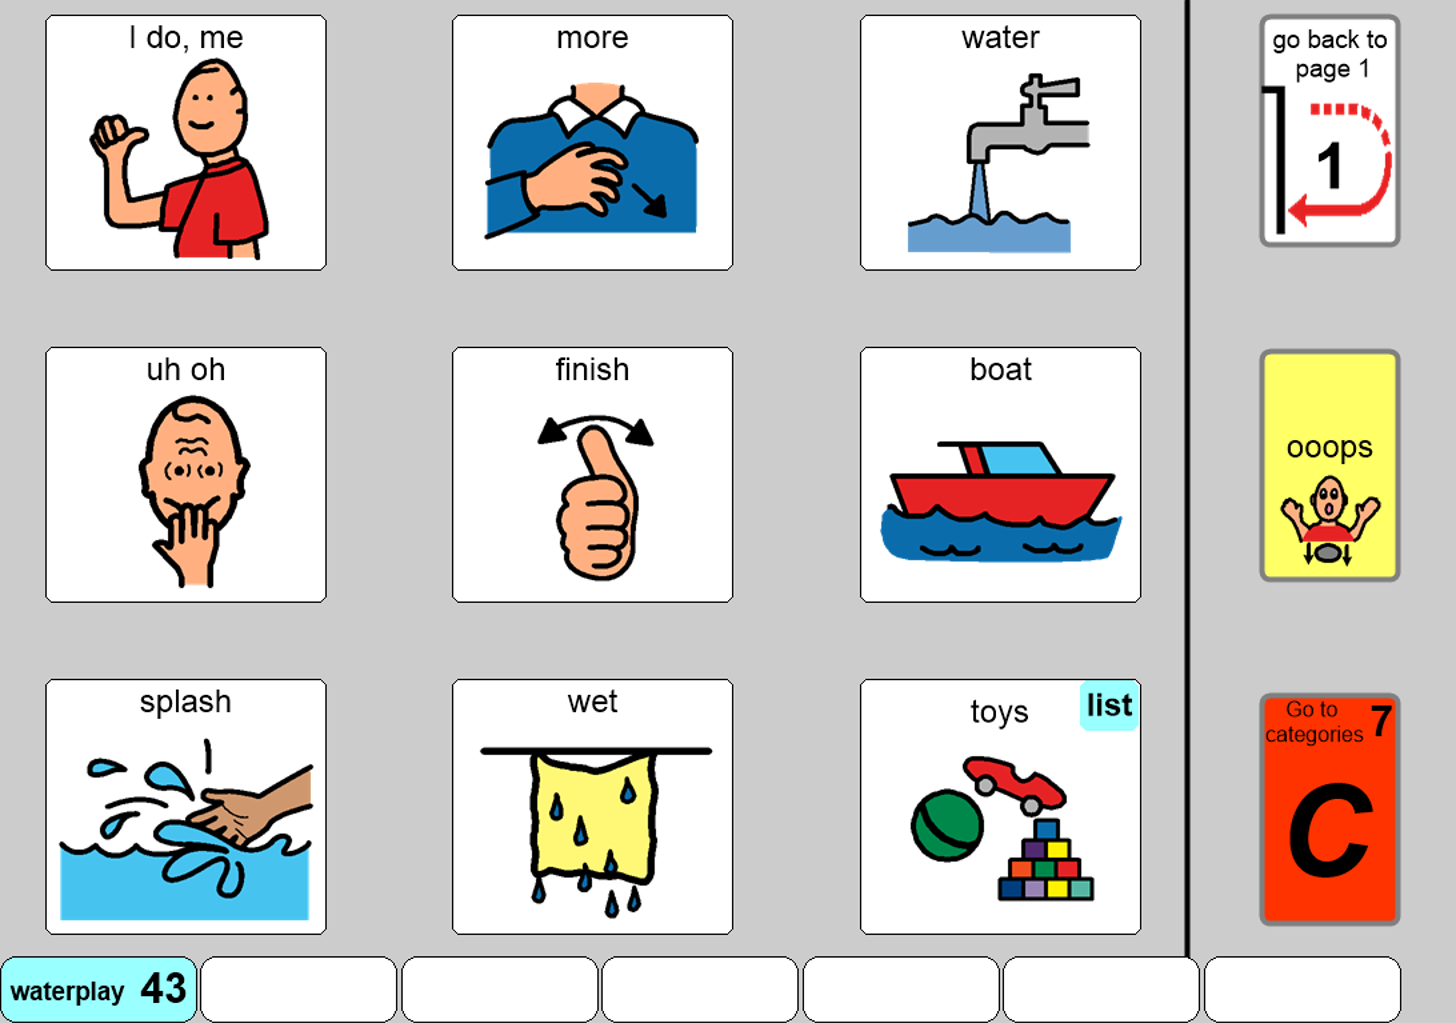 I do, me
more
water
go back to
page 1
1
uh oh
finish
boat
ooops
splash
wet
toys
list
Go to
categories 7
C
waterplay 43